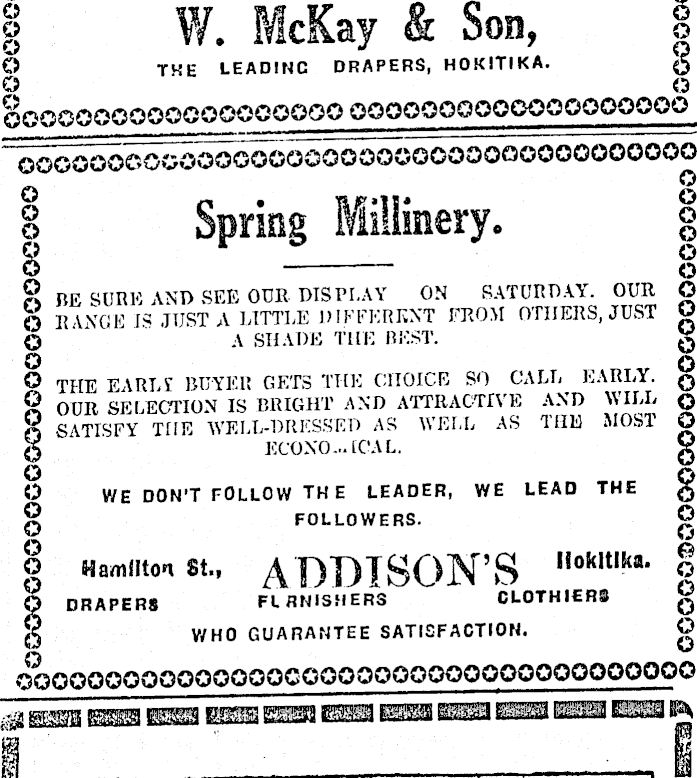 W. McKay & Son,
THE LEADING DRAPERS, HOKITIKA.
Spring Millinery.
BE SURE AND SEE OUR DISPLAY ON SATURDAY. OUR
RANGE IS JUST A LITTLE DIFFERENT FROM OTHERS, JUST
A SHADE THE BEST.
THE EARLY BUYER GETS THE CHOICE SO CALL EARLY.
OUR SELECTION IS BRIGHT AND ATTRACTIVE AND WILL
SATISFY THE WELL-DRESSED AS WELL AS THE MOST
ECONOMICAL.
WE DON'T FOLLOW THE LEADER, WE LEAD THE
FOLLOWERS.
Hamilton St., ADDISON'S Hokitika.
DRAPERS FURNISHERS CLOTHIERS
WHO GUARANTEE SATISFACTION.